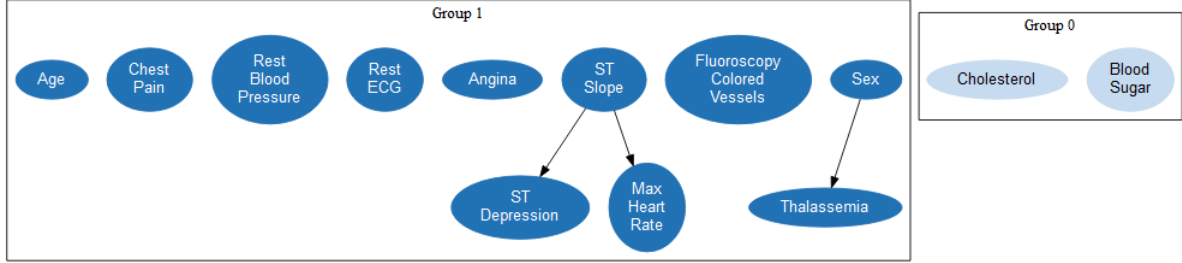 Group 1
Age
Chest
Pain
Rest
Blood
Pressure
Rest
ECG
Angina
ST
Slope
Fluoroscopy
Colored
Vessels
Sex
ST
Depression
Max
Heart
Rate
Thalassemia
Group 0
Cholesterol
Blood
Sugar